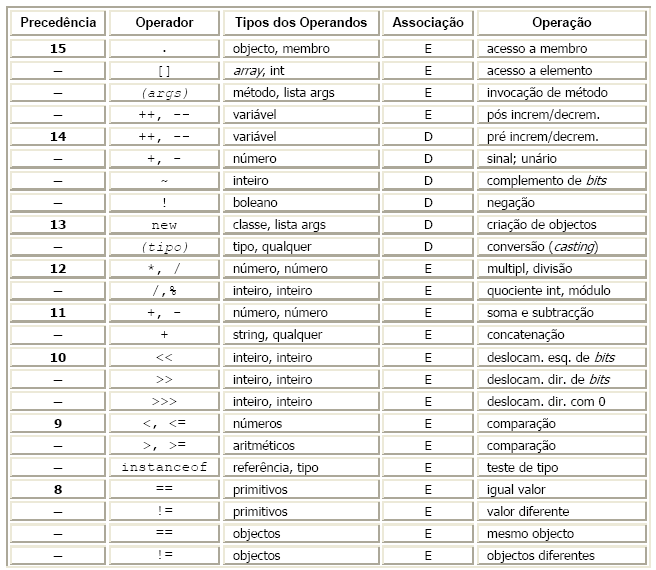 Precedência Operador Tipos dos Operandos Associação Operação
15 . objecto, membro E acesso a membro
— [] array, int E acesso a elemento
— (args) método, lista args E invocação de método
— ++, -- variável E pós increm/decrem.
14 ++, -- variável D pré increm/decrem.
— +, - número D sinal; unário
— ~ inteiro D complemento de bits
— ! boleano D negação
13 new classe, lista args D criação de objectos
— (tipo) tipo, qualquer D conversão (casting)
12 *, / número, número E multipl, divisão
— /,% inteiro, inteiro E quociente int, módulo
11 +, - número, número E soma e subtracção
— + string, qualquer E concatenação
10 << inteiro, inteiro E deslocam. esq. de bits
— >> inteiro, inteiro E deslocam. dir. de bits
— >>> inteiro, inteiro E deslocam. dir. com 0
9 <, <= números E comparação
— >, >= aritméticos E comparação
— instanceof referência, tipo E teste de tipo
8 == primitivos E igual valor
— != primitivos E valor diferente
— == objectos E mesmo objecto
— != objectos E objectos diferentes